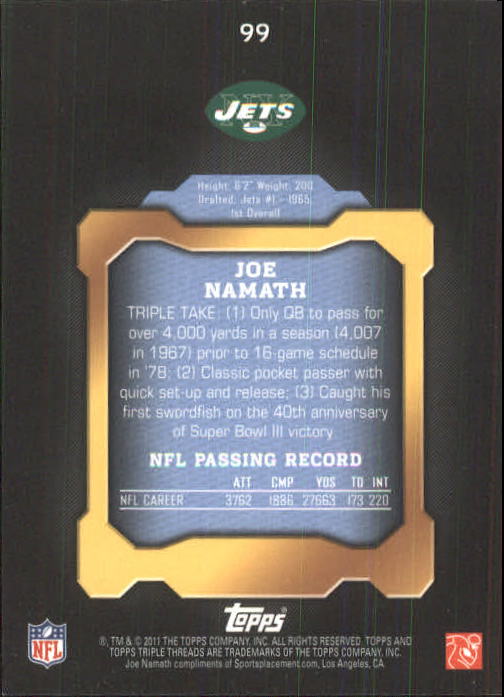 99
JETS
Height: 6'2" Weight: 200
Drafted: Jets #1 - 1965,
1st Overall
JOE
NAMATH
TRIPLE TAKE: (1) Only QB to pass for
over 4,000 yards in a season (4,007
in 1967) prior to 16-game schedule
in '78; (2) Classic pocket passer with
quick set-up and release; (3) Caught his
first swordfish on the 40th anniversary
of Super Bowl III victory.
NFL PASSING RECORD
ATT CMP YDS TD INT
NFL CAREER 3762 1886 27663 173 220
Topps
®, TM & © 2011 THE TOPPS COMPANY, INC. ALL RIGHTS RESERVED. TOPPS AND
TOPPS TRIPLE THREADS ARE TRADEMARKS OF THE TOPPS COMPANY, INC.
Joe Namath compliments of Sportsplacement.com, Los Angeles, CA.
NFL